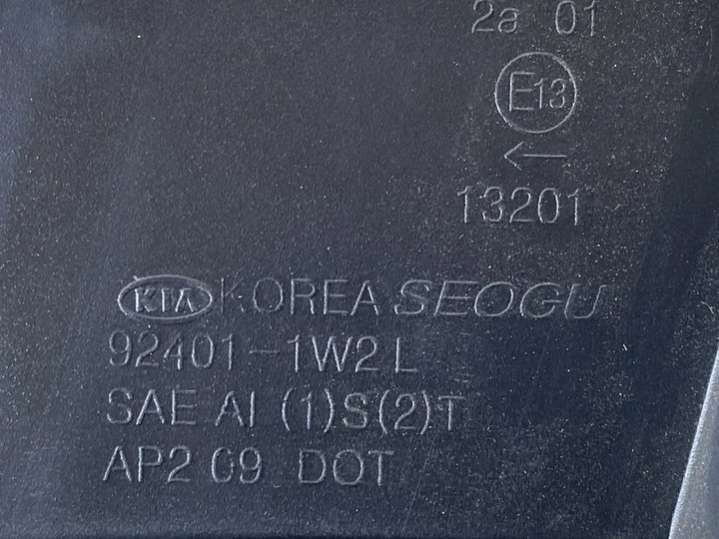 2a 01
E13
←
13201
KIA KOREA SEOGU
92401-1W2 L
SAE AI (1)S(2)T
AP2 09 DOT